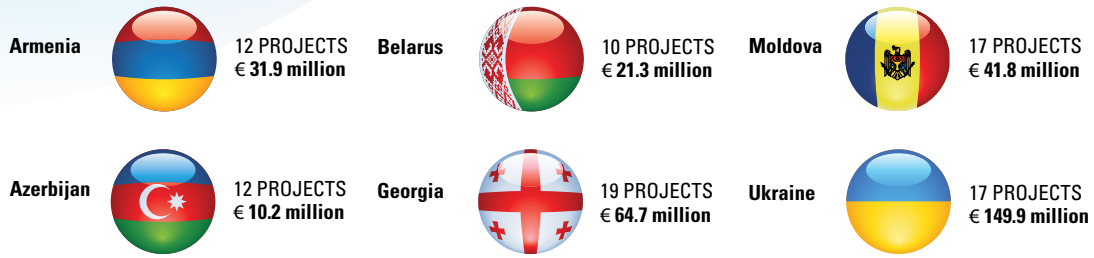 Armenia
12 PROJECTS
€ 31.9 million
Belarus
10 PROJECTS
€ 21.3 million
Moldova
17 PROJECTS
€ 41.8 million
Azerbijan
12 PROJECTS
€ 10.2 million
Georgia
19 PROJECTS
€ 64.7 million
Ukraine
17 PROJECTS
€ 149.9 million